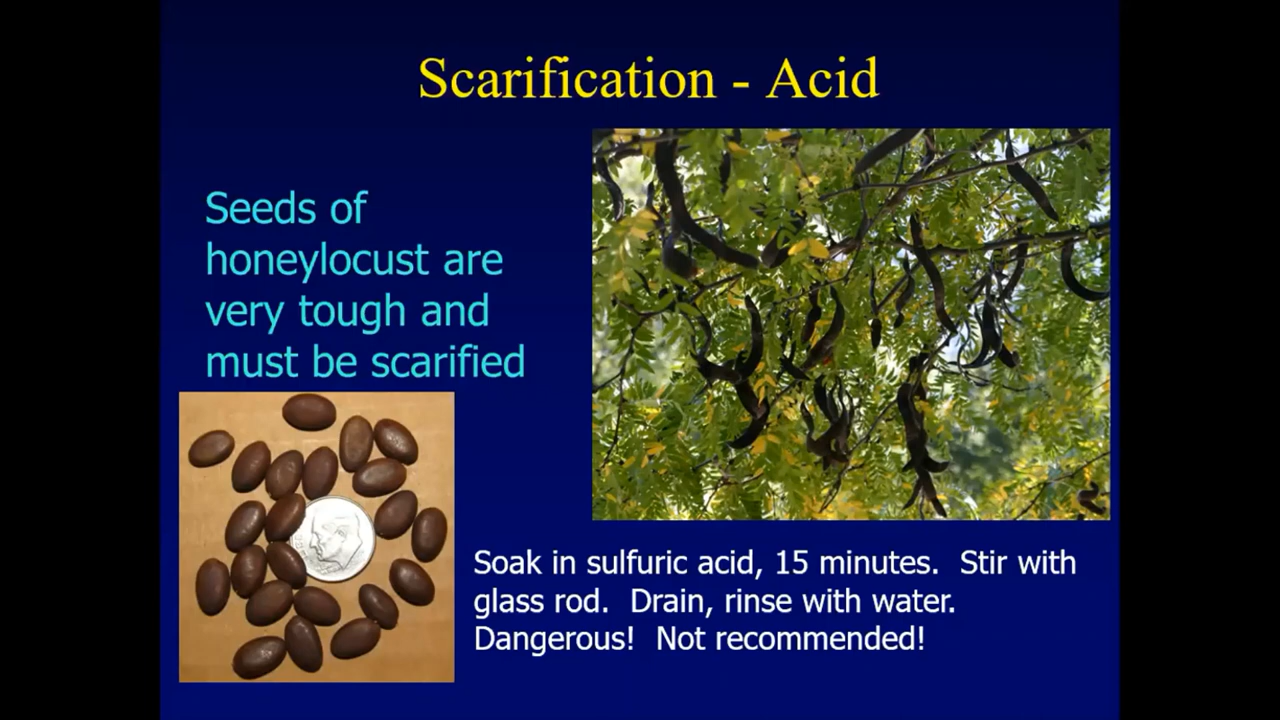 Scarification - Acid
Seeds of
honeylocust are
very tough and
must be scarified
Soak in sulfuric acid, 15 minutes.  Stir with
glass rod.  Drain, rinse with water.
Dangerous!  Not recommended!